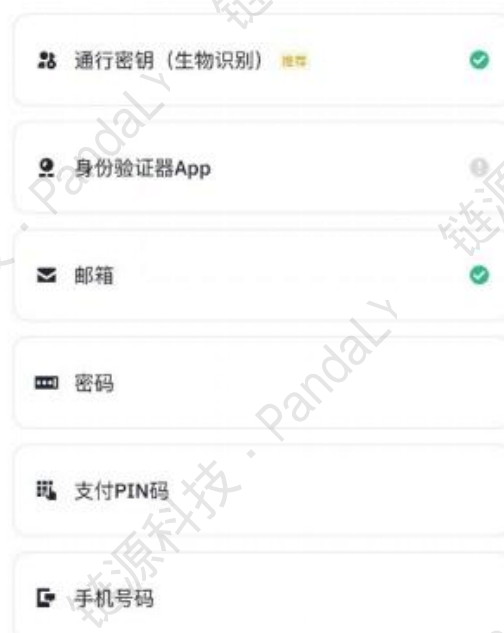 通行密钥（生物识别） 推荐
身份验证器App
邮箱
密码
支付PIN码
手机号码
链源科技 · PandaLY